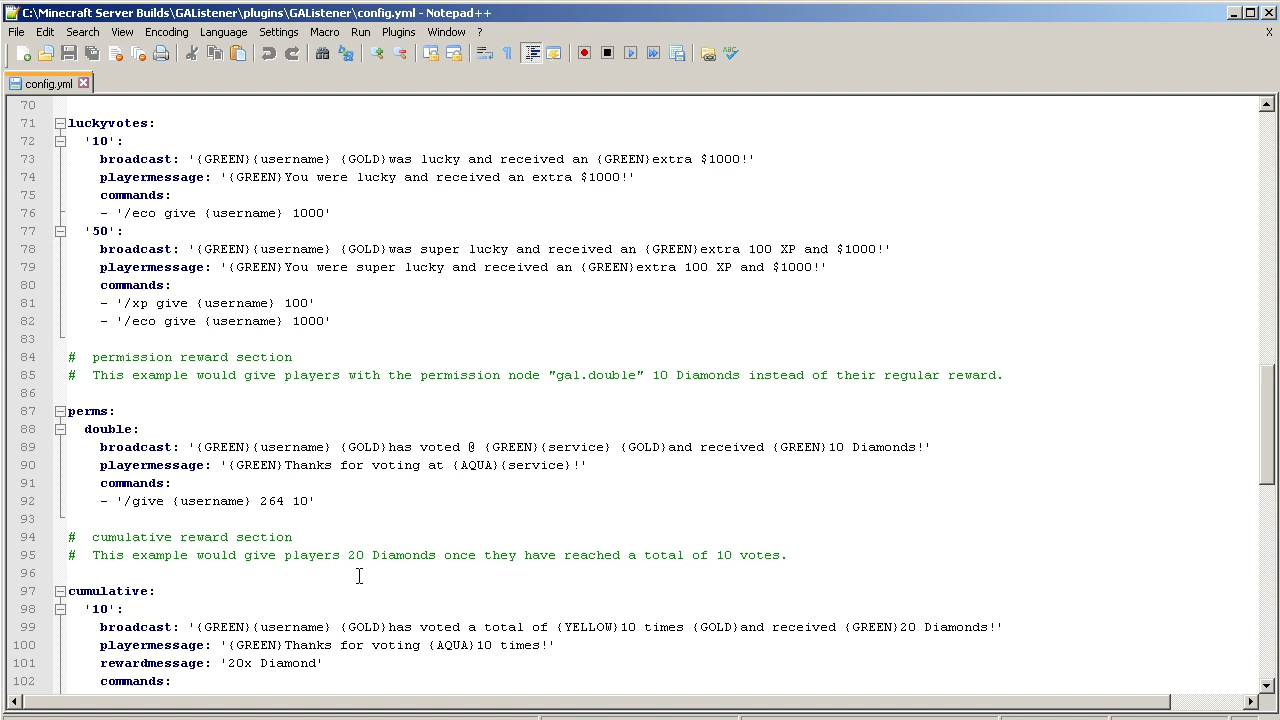 C:\Minecraft Server Builds\GAListener\plugins\GAListener\config.yml - Notepad++
File Edit Search View Encoding Language Settings Macro Run Plugins Window ? X
config.yml
70
71 luckyvotes:
72 '10':
73 broadcast: '{GREEN}{username} {GOLD}was lucky and received an {GREEN}extra $1000!'
74 playermessage: '{GREEN}You were lucky and received an extra $1000!'
75 commands:
76 - '/eco give {username} 1000'
77 '50':
78 broadcast: '{GREEN}{username} {GOLD}was super lucky and received an {GREEN}extra 100 XP and $1000!'
79 playermessage: '{GREEN}You were super lucky and received an {GREEN}extra 100 XP and $1000!'
80 commands:
81 - '/xp give {username} 100'
82 - '/eco give {username} 1000'
83
84 # permission reward section
85 # This example would give players with the permission node "gal.double" 10 Diamonds instead of their regular reward.
86
87 perms:
88 double:
89 broadcast: '{GREEN}{username} {GOLD}has voted @ {GREEN}{service} {GOLD}and received {GREEN}10 Diamonds!'
90 playermessage: '{GREEN}Thanks for voting at {AQUA}{service}!'
91 commands:
92 - '/give {username} 264 10'
93
94 # cumulative reward section
95 # This example would give players 20 Diamonds once they have reached a total of 10 votes.
96
97 cumulative:
98 '10':
99 broadcast: '{GREEN}{username} {GOLD}has voted a total of {YELLOW}10 times {GOLD}and received {GREEN}20 Diamonds!'
100 playermessage: '{GREEN}Thanks for voting {AQUA}10 times!'
101 rewardmessage: '20x Diamond'
102 commands: